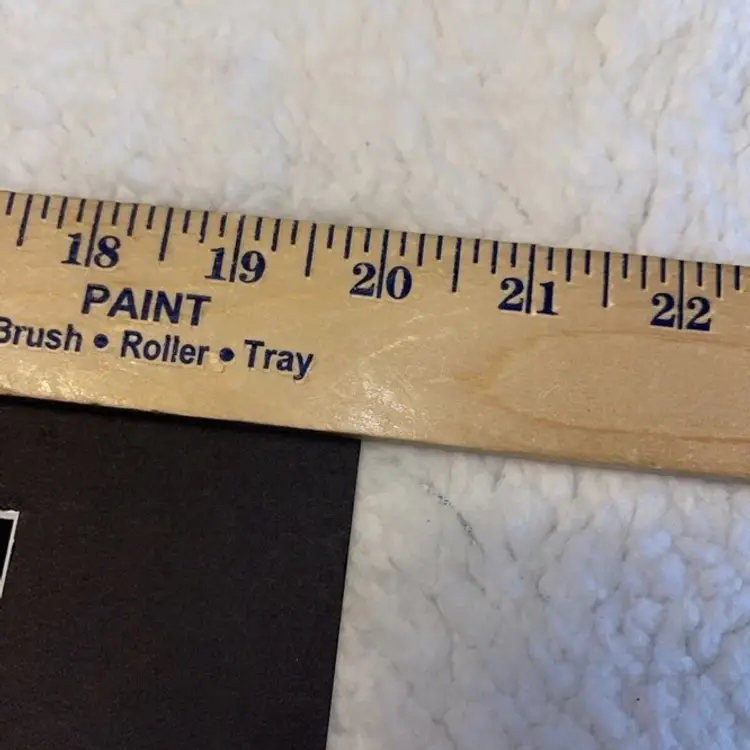 18 19 20 21 22
PAINT
Brush • Roller • Tray